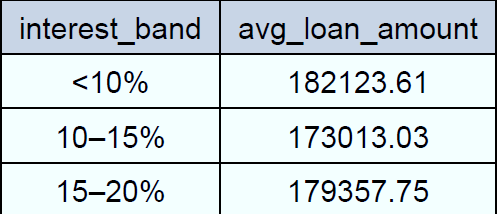 interest_band avg_loan_amount
<10% 182123.61
10–15% 173013.03
15–20% 179357.75